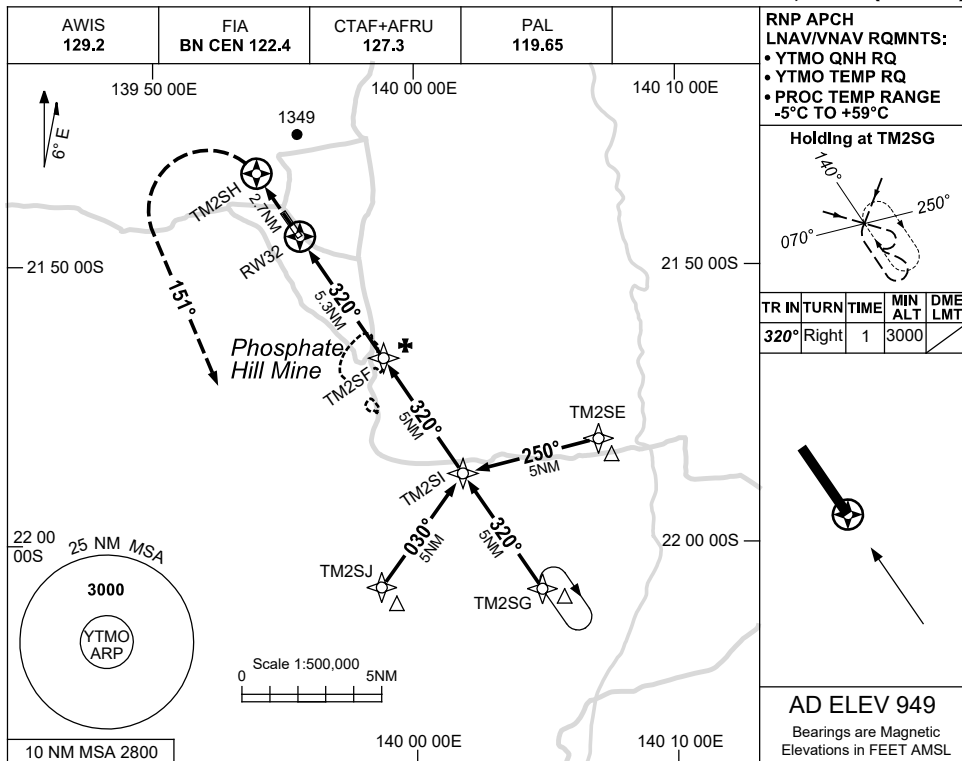 AWIS
129.2
FIA
BN CEN 122.4
CTAF+AFRU
127.3
PAL
119.65
RNP APCH
LNAV/VNAV RQMNTS:
• YTMO QNH RQ
• YTMO TEMP RQ
• PROC TEMP RANGE
-5°C TO +59°C
139 50 00E
140 00 00E
140 10 00E
6° E
1349
TM2SH
2.7NM
RW32
21 50 00S
21 50 00S
151°
320°
5.3NM
Phosphate
Hill Mine
TM2SF
320°
5NM
TM2SE
250°
5NM
TM2SI
030°
5NM
320°
5NM
TM2SJ
TM2SG
22 00
00S
22 00 00S
25 NM MSA
3000
YTMO
ARP
10 NM MSA 2800
Scale 1:500,000
0
5NM
140 00 00E
140 10 00E
Holding at TM2SG
140°
250°
070°
TR IN TURN TIME MIN ALT DME LMT
320° Right 1 3000
AD ELEV 949
Bearings are Magnetic
Elevations in FEET AMSL